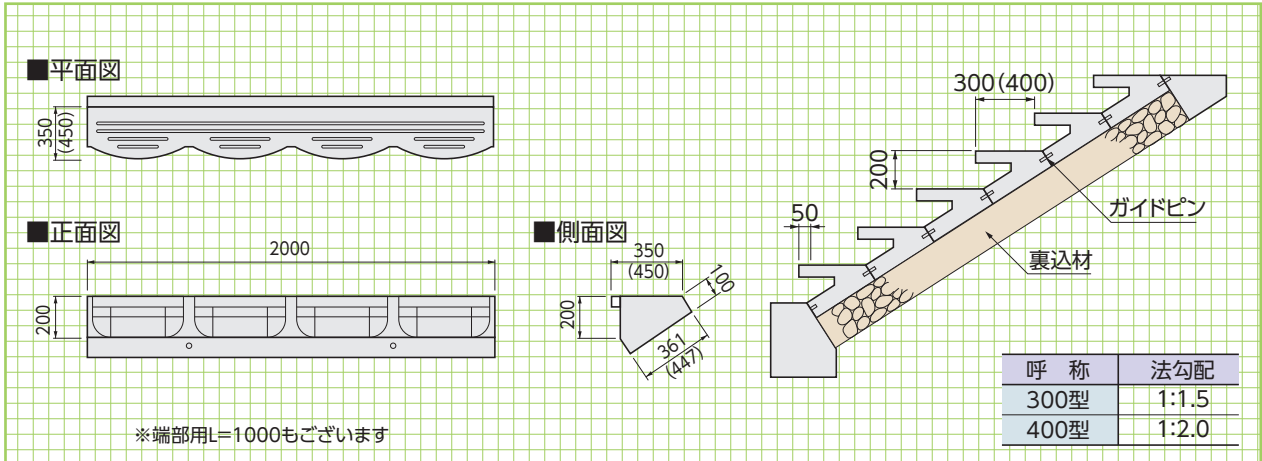 ■平面図
350
(450)
■正面図
2000
200
※端部用L=1000もございます
■側面図
350
(450)
100
200
361
(447)
300(400)
200
50
ガイドピン
裏込材
呼 称 法勾配
300型 1:1.5
400型 1:2.0